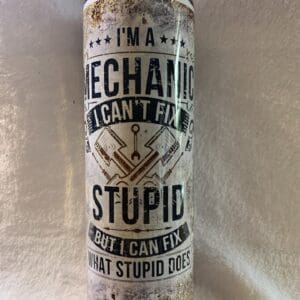 I'M A
MECHANIC
I CAN'T FIX
STUPID
BUT I CAN FIX
WHAT STUPID DOES